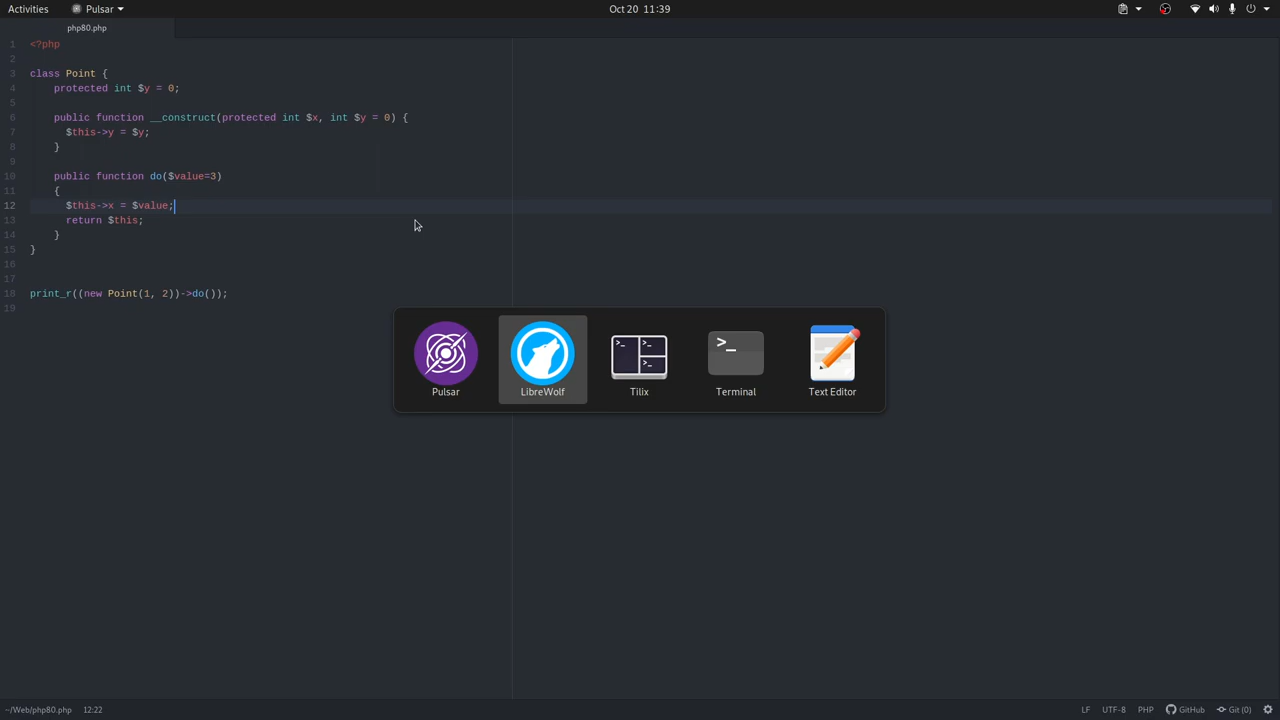 Activities Pulsar Oct 20 11:39
php80.php
1 <?php
2
3 class Point {
4 protected int $y = 0;
5
6 public function __construct(protected int $x, int $y = 0) {
7 $this->y = $y;
8 }
9
10 public function do($value=3)
11 {
12 $this->x = $value;
13 return $this;
14 }
15 }
16
17
18 print_r((new Point(1, 2))->do());
19
>_ >_ >_ >_
Pulsar LibreWolf Tilix Terminal Text Editor
~/Web/php80.php 12:22 LF UTF-8 PHP GitHub Git (0)